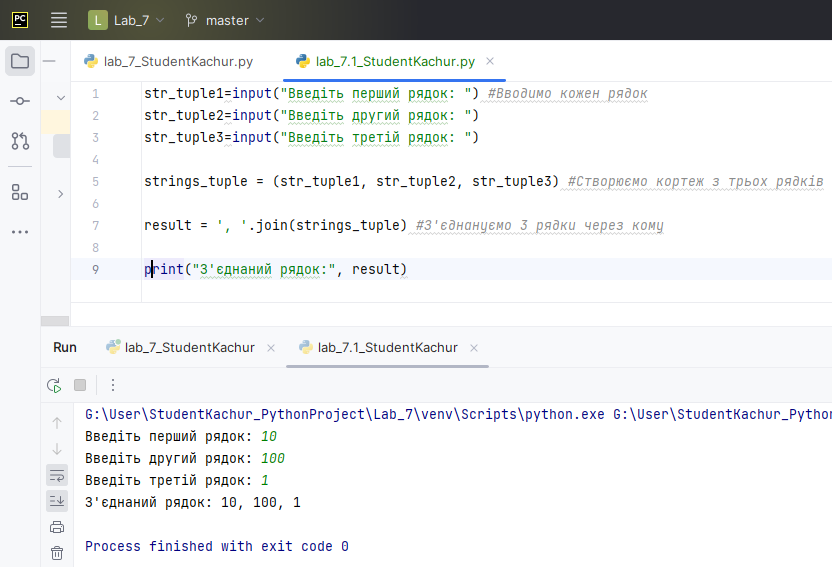 PC L Lab_7 master
lab_7_StudentKachur.py lab_7.1_StudentKachur.py
1 str_tuple1=input("Введіть перший рядок: ") #Вводимо кожен рядок
2 str_tuple2=input("Введіть другий рядок: ")
3 str_tuple3=input("Введіть третій рядок: ")
4
5 strings_tuple = (str_tuple1, str_tuple2, str_tuple3) #Створюємо кортеж з трьох рядків
6
7 result = ', '.join(strings_tuple) #З'єднануємо 3 рядки через кому
8
9 print("З'єднаний рядок:", result)
Run lab_7_StudentKachur lab_7.1_StudentKachur
G:\User\StudentKachur_PythonProject\Lab_7\venv\Scripts\python.exe G:\User\StudentKachur_Python
Введіть перший рядок: 10
Введіть другий рядок: 100
Введіть третій рядок: 1
З'єднаний рядок: 10, 100, 1
Process finished with exit code 0